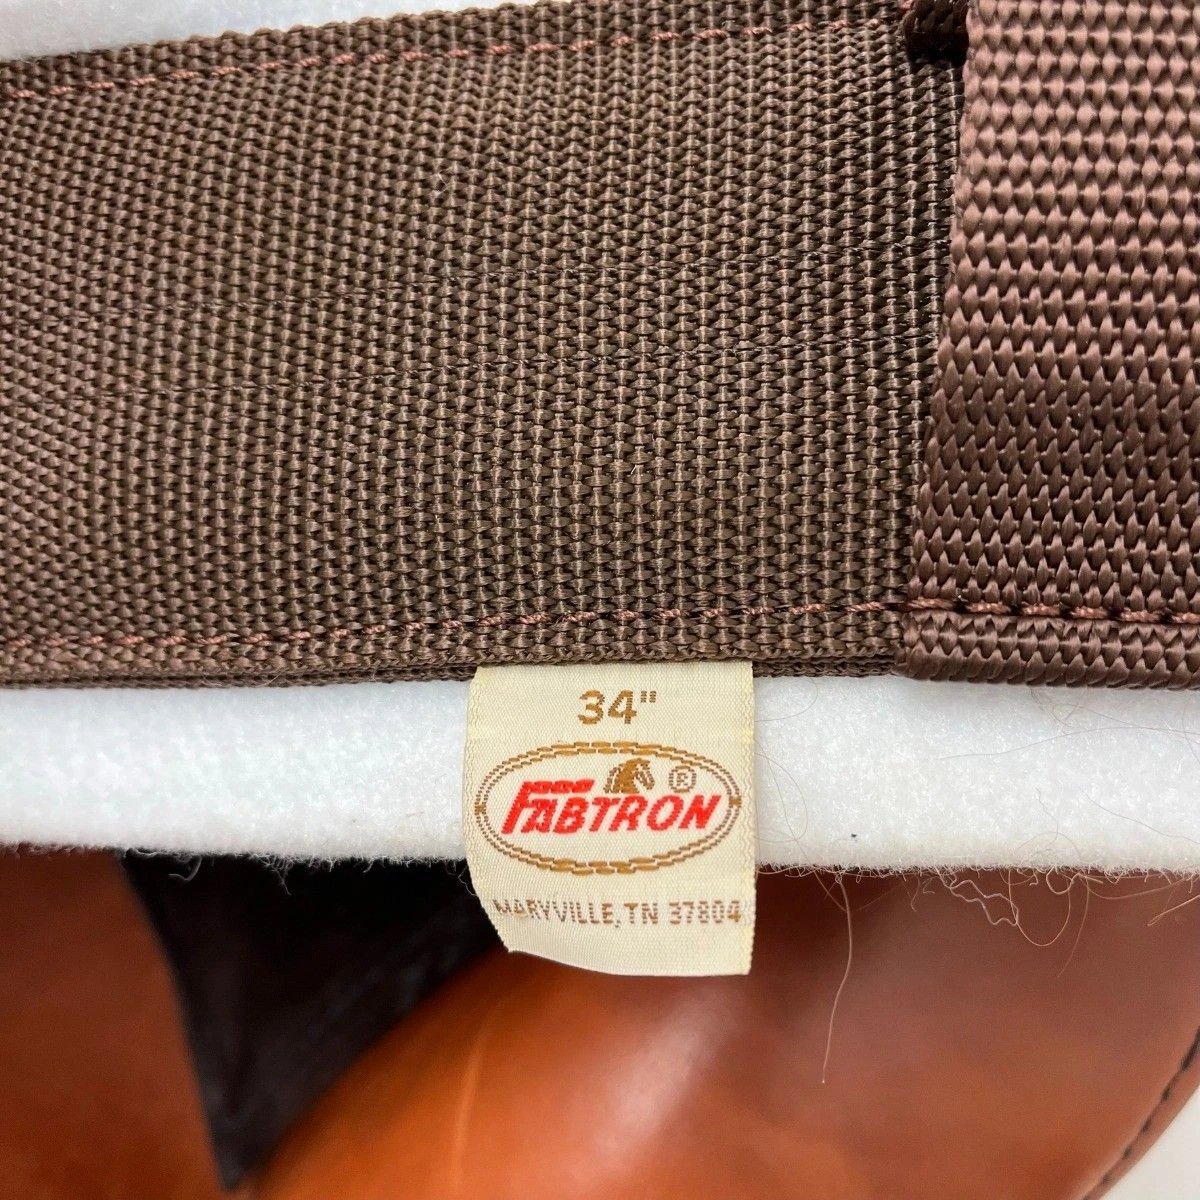 34"
FABTRON ®
MARYVILLE, TN 37804